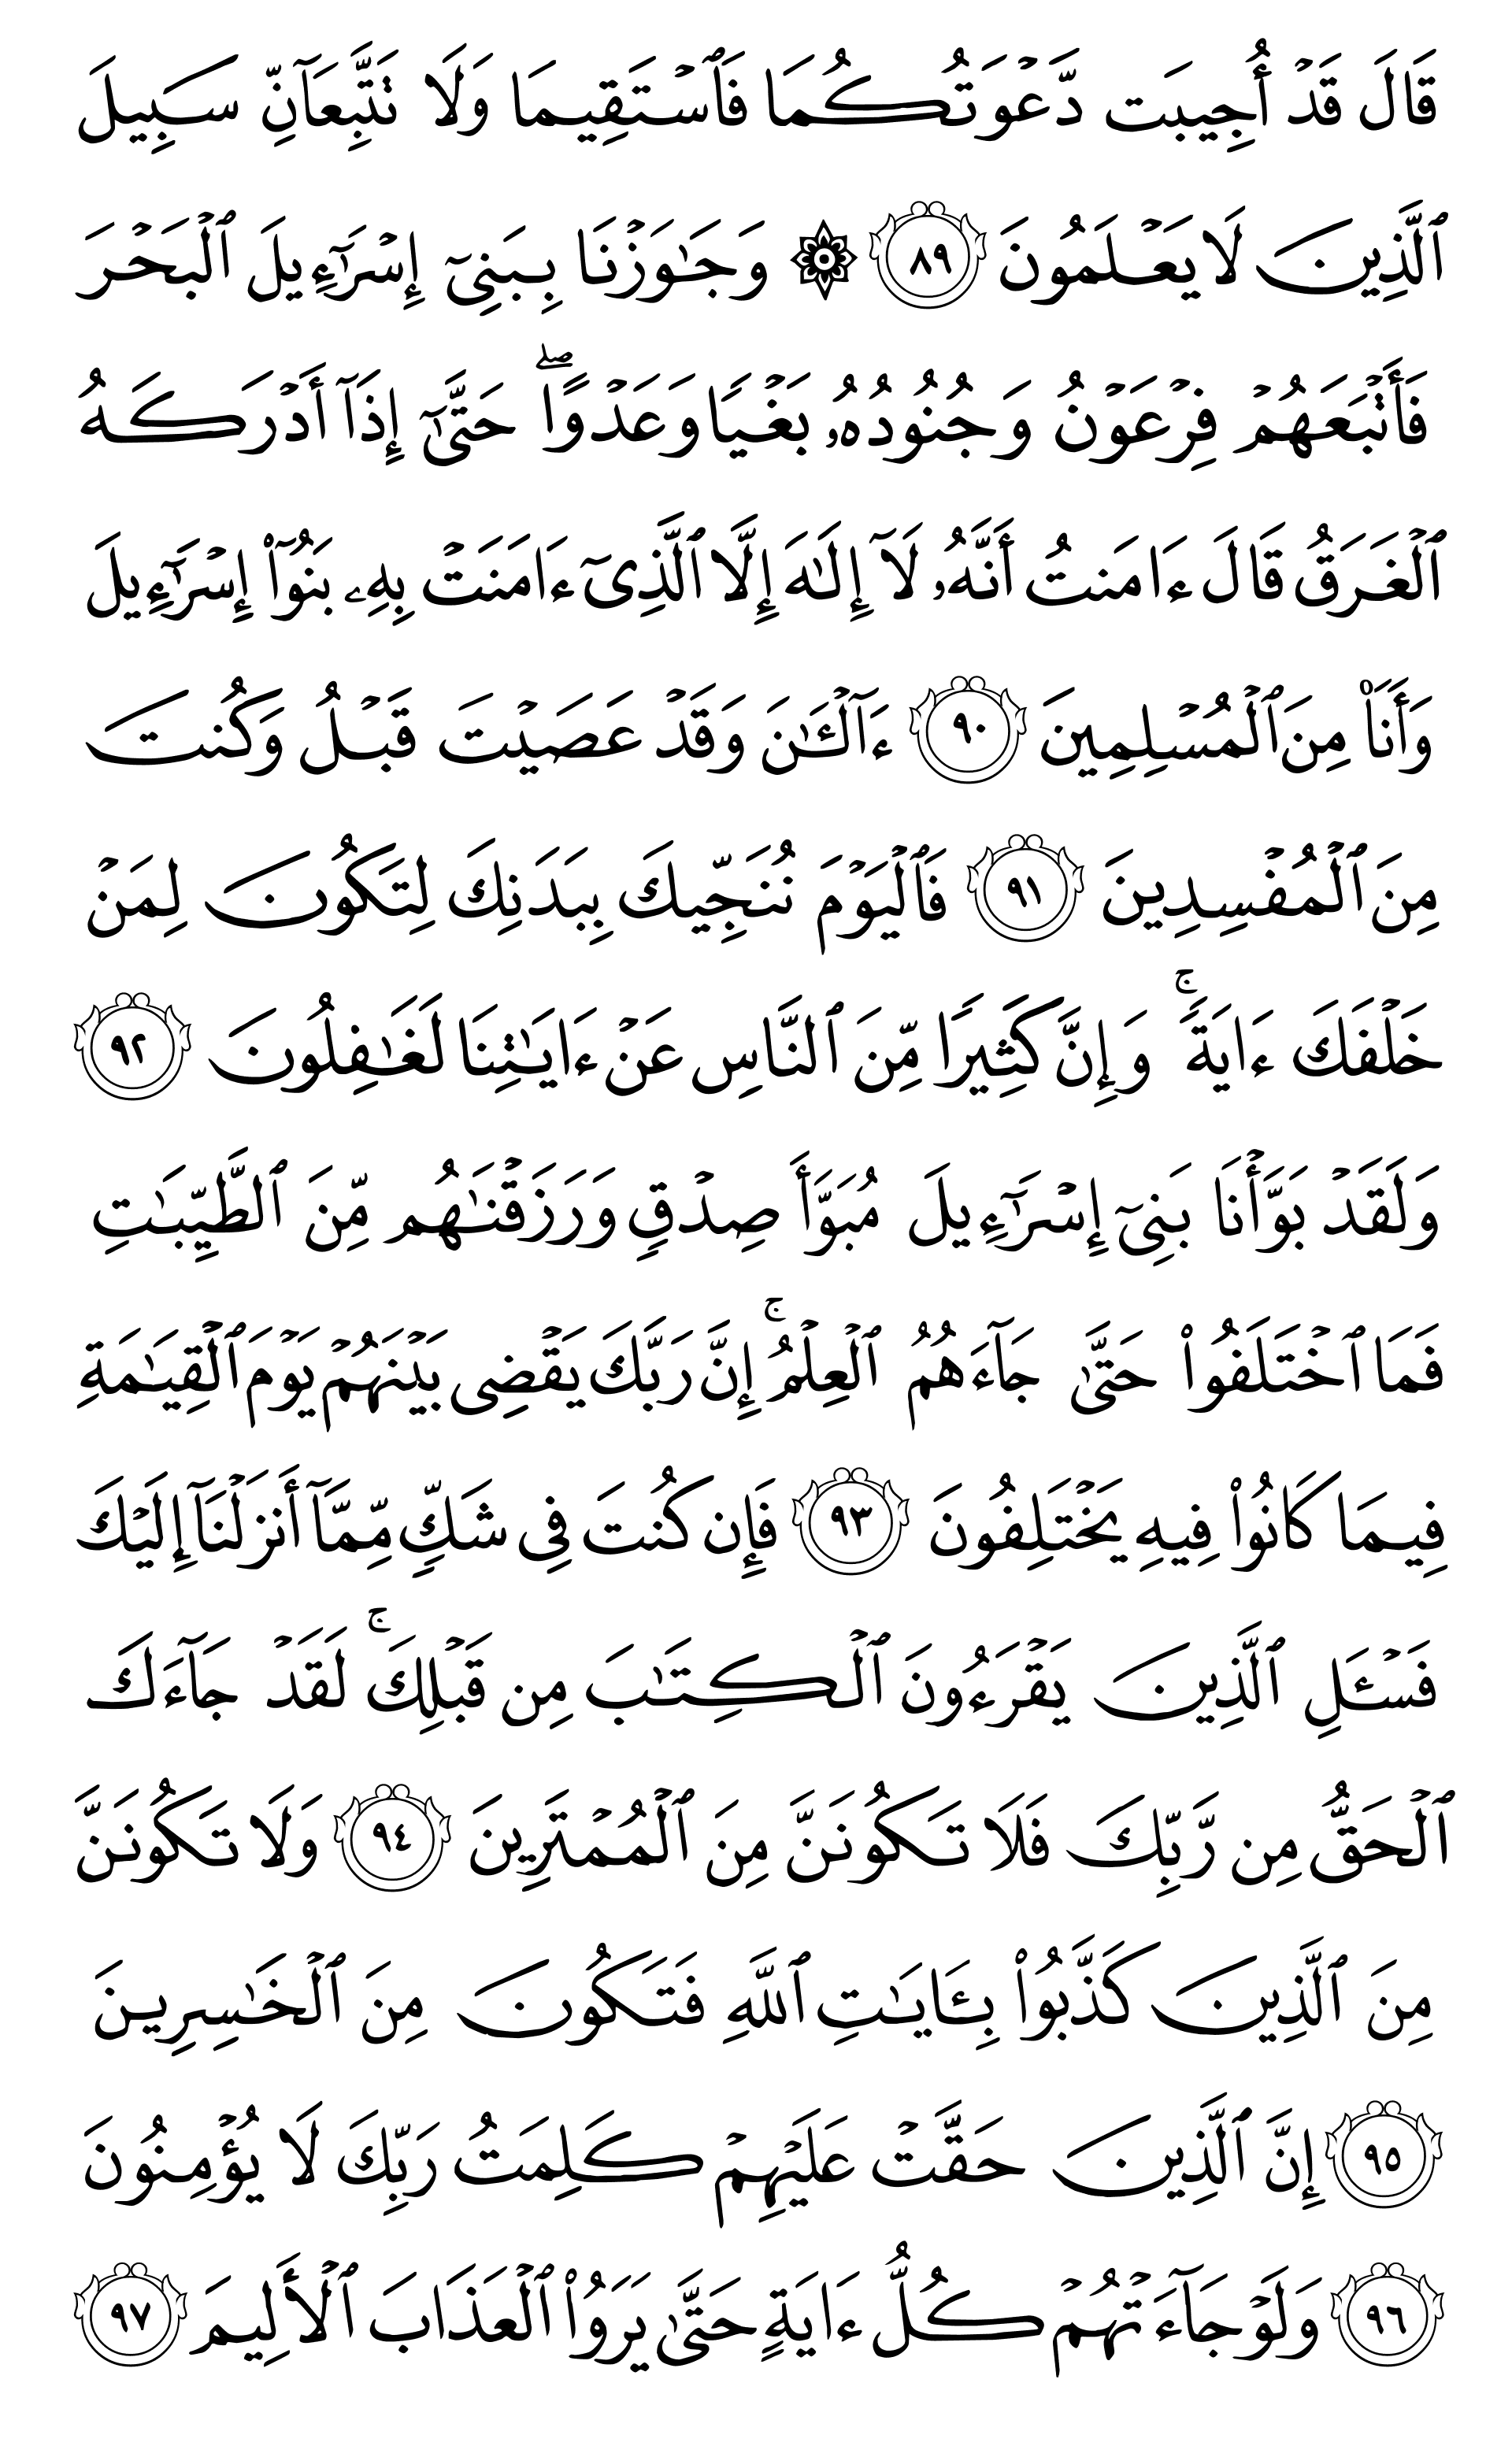 قَالَ قَدْ أُجِيبَت دَّعْوَتُكُمَا فَٱسْتَقِيمَا وَلَا تَتَّبِعَآنِّ سَبِيلَ
ٱلَّذِينَ لَا يَعْلَمُونَ ٨٩ ۞ وَجَٰوَزْنَا بِبَنِىٓ إِسْرَٰٓءِيلَ ٱلْبَحْرَ
فَأَتْبَعَهُمْ فِرْعَوْنُ وَجُنُودُهُۥ بَغْيًا وَعَدْوًا ۖ حَتَّىٰٓ إِذَآ أَدْرَكَهُ
ٱلْغَرَقُ قَالَ ءَامَنتُ أَنَّهُۥ لَآ إِلَٰهَ إِلَّا ٱلَّذِىٓ ءَامَنَتْ بِهِۦ بَنُوٓا۟ إِسْرَٰٓءِيلَ
وَأَنَا۠ مِنَ ٱلْمُسْلِمِينَ ٩٠ ءَآلْـَٰٔنَ وَقَدْ عَصَيْتَ قَبْلُ وَكُنتَ
مِنَ ٱلْمُفْسِدِينَ ٩١ فَٱلْيَوْمَ نُنَجِّيكَ بِبَدَنِكَ لِتَكُونَ لِمَنْ
خَلْفَكَ ءَايَةً ۚ وَإِنَّ كَثِيرًا مِّنَ ٱلنَّاسِ عَنْ ءَايَٰتِنَا لَغَٰفِلُونَ ٩٢
وَلَقَدْ بَوَّأْنَا بَنِىٓ إِسْرَٰٓءِيلَ مُبَوَّأَ صِدْقٍ وَرَزَقْنَٰهُم مِّنَ ٱلطَّيِّبَٰتِ
فَمَا ٱخْتَلَفُوا۟ حَتَّىٰ جَآءَهُمُ ٱلْعِلْمُ ۚ إِنَّ رَبَّكَ يَقْضِى بَيْنَهُمْ يَوْمَ ٱلْقِيَٰمَةِ
فِيمَا كَانُوا۟ فِيهِ يَخْتَلِفُونَ ٩٣ فَإِن كُنتَ فِى شَكٍّ مِّمَّآ أَنزَلْنَآ إِلَيْكَ
فَسْـَٔلِ ٱلَّذِينَ يَقْرَءُونَ ٱلْكِتَٰبَ مِن قَبْلِكَ ۚ لَقَدْ جَآءَكَ
ٱلْحَقُّ مِن رَّبِّكَ فَلَا تَكُونَنَّ مِنَ ٱلْمُمْتَرِينَ ٩٤ وَلَا تَكُونَنَّ
مِنَ ٱلَّذِينَ كَذَّبُوا۟ بِـَٔايَٰتِ ٱللَّهِ فَتَكُونَ مِنَ ٱلْخَٰسِرِينَ
٩٥ إِنَّ ٱلَّذِينَ حَقَّتْ عَلَيْهِمْ كَلِمَتُ رَبِّكَ لَا يُؤْمِنُونَ
٩٦ وَلَوْ جَآءَتْهُمْ كُلُّ ءَايَةٍ حَتَّىٰ يَرَوُا۟ ٱلْعَذَابَ ٱلْأَلِيمَ ٩٧